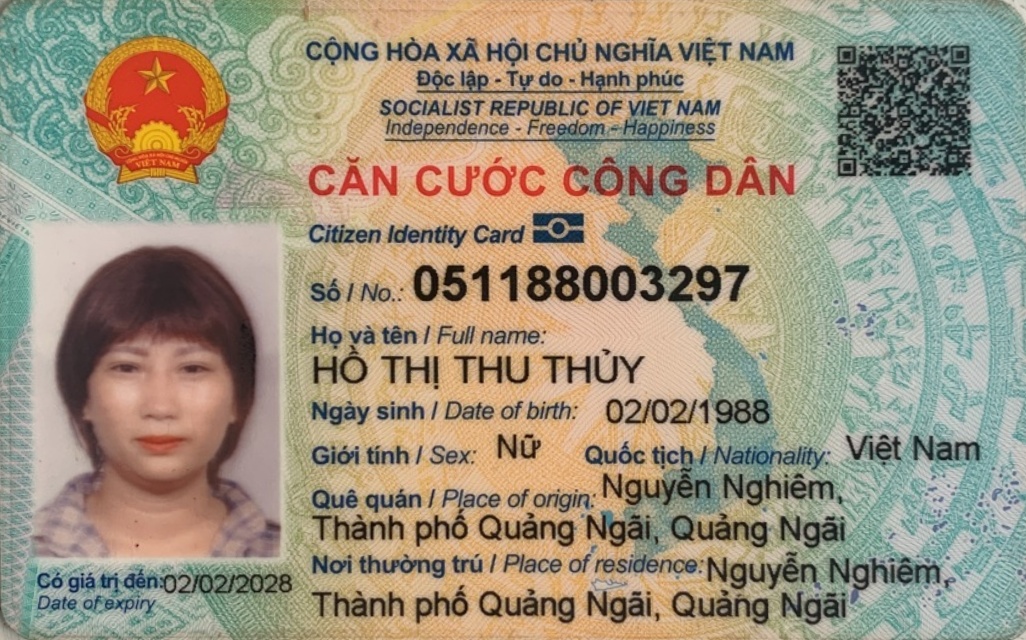 CỘNG HÒA XÃ HỘI CHỦ NGHĨA VIỆT NAM
Độc lập - Tự do - Hạnh phúc
SOCIALIST REPUBLIC OF VIET NAM
Independence - Freedom - Happiness
CĂN CƯỚC CÔNG DÂN
Citizen Identity Card
Số / No.: 051188003297
Họ và tên / Full name:
HỒ THỊ THU THỦY
Ngày sinh / Date of birth: 02/02/1988
Giới tính / Sex: Nữ Quốc tịch / Nationality: Việt Nam
Quê quán / Place of origin: Nguyễn Nghiêm,
Thành phố Quảng Ngãi, Quảng Ngãi
Nơi thường trú / Place of residence: Nguyễn Nghiêm,
Thành phố Quảng Ngãi, Quảng Ngãi
Có giá trị đến: 02/02/2028
Date of expiry
VIỆT NAM